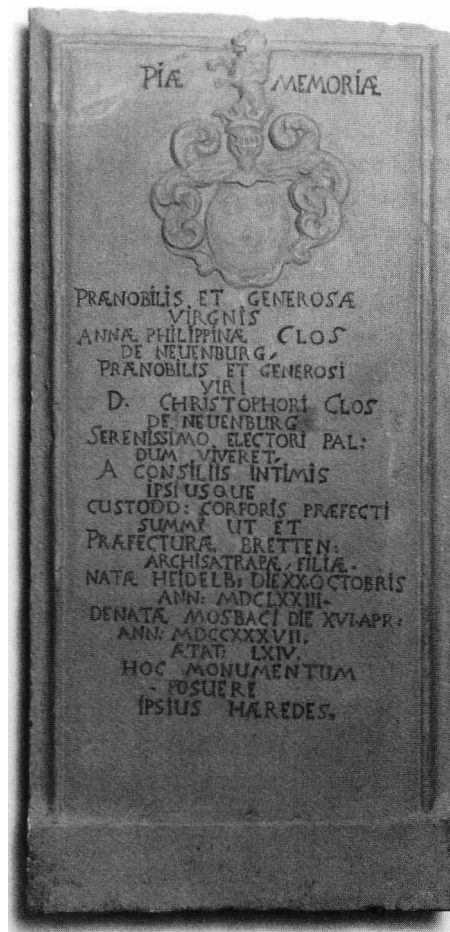 PIÆ MEMORIÆ
PRÆNOBILIS ET GENEROSÆ
VIRGNIS
ANNÆ PHILIPPINÆ CLOS
DE NEUENBURG,
PRÆNOBILIS ET GENEROSI
VIRI
D. CHRISTOPHORI CLOS
DE NEUENBURG
SERENISSIMO ELECTORI PAL:
DUM VIVERET,
A CONSILIIS INTIMIS
IPSIUSQUE
CUSTODD: CORPORIS PRÆFECTI
SUMMI UT ET
PRÆFECTURÆ BRETTEN:
ARCHISATRAPÆ, FILIÆ.
NATÆ HEIDELB: DIE XX OCTOBRIS
ANN: MDCLXXIII.
DENATÆ MOSBACI DIE XVI. APR:
ANN: MDCCXXXVII.
ÆTAT: LXIV.
HOC MONUMENTUM
POSUERE
IPSIUS HÆREDES.